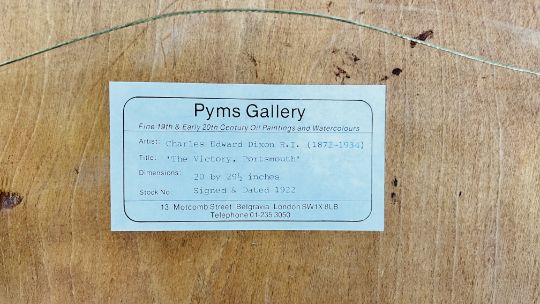 Pyms Gallery
Fine 19th & Early 20th Century Oil Paintings and Watercolours
Artist: Charles Edward Dixon R.I. (1872-1934)
Title: 'The Victory, Portsmouth'
Dimensions: 20 by 29½ inches
Stock No: Signed & Dated 1922
13 Motcomb Street Belgravia London SW1X 8LB
Telephone 01-235 3050